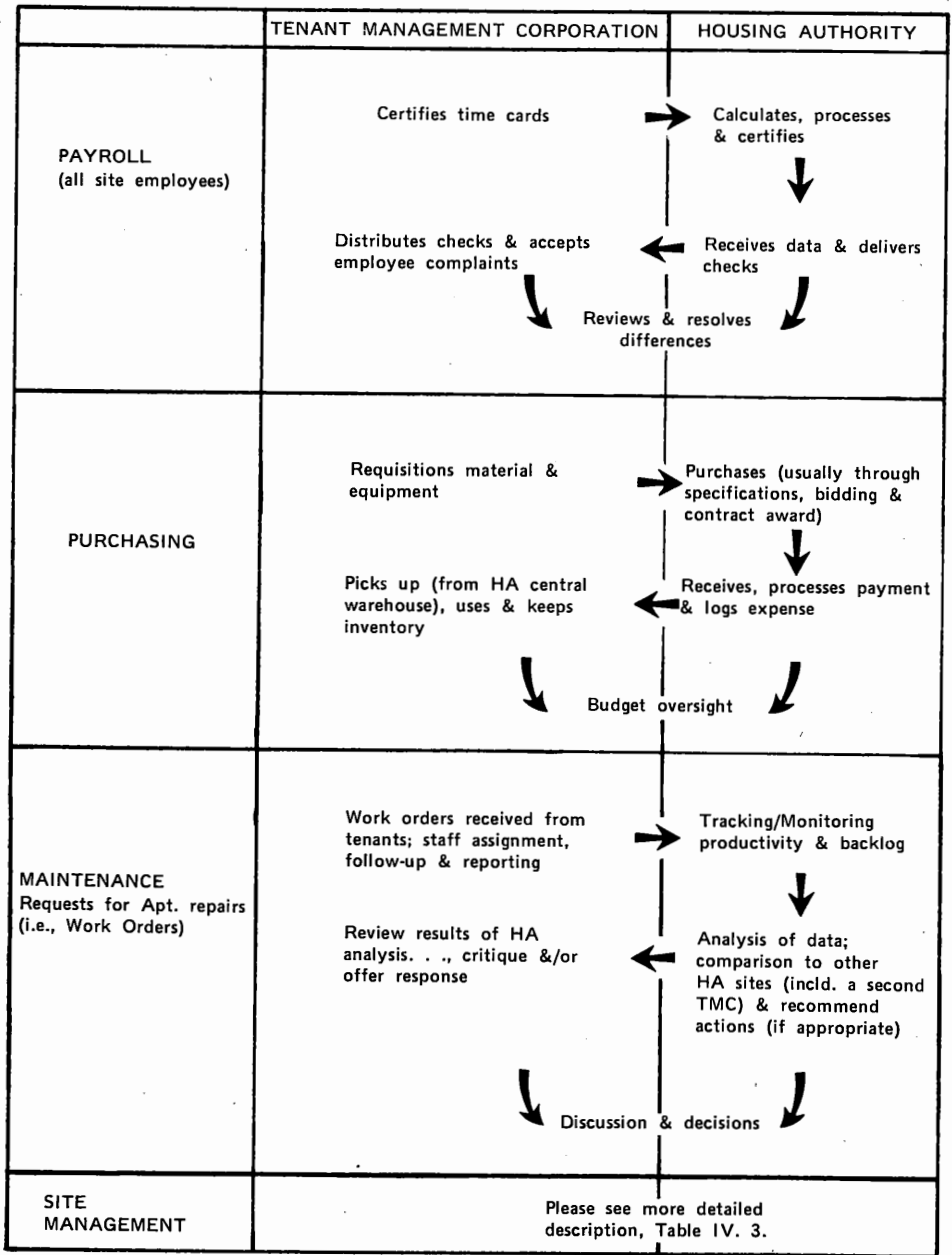 TENANT MANAGEMENT CORPORATION
HOUSING AUTHORITY
PAYROLL
(all site employees)
Certifies time cards
Calculates, processes
& certifies
Distributes checks & accepts
employee complaints
Receives data & delivers
checks
Reviews & resolves
differences
PURCHASING
Requisitions material &
equipment
Purchases (usually through
specifications, bidding &
contract award)
Picks up (from HA central
warehouse), uses & keeps
inventory
Receives, processes payment
& logs expense
Budget oversight
MAINTENANCE
Requests for Apt. repairs
(i.e., Work Orders)
Work orders received from
tenants; staff assignment,
follow-up & reporting
Tracking/Monitoring
productivity & backlog
Review results of HA
analysis. . ., critique &/or
offer response
Analysis of data;
comparison to other
HA sites (incld. a second
TMC) & recommend
actions (if appropriate)
Discussion & decisions
SITE
MANAGEMENT
Please see more detailed
description, Table IV. 3.